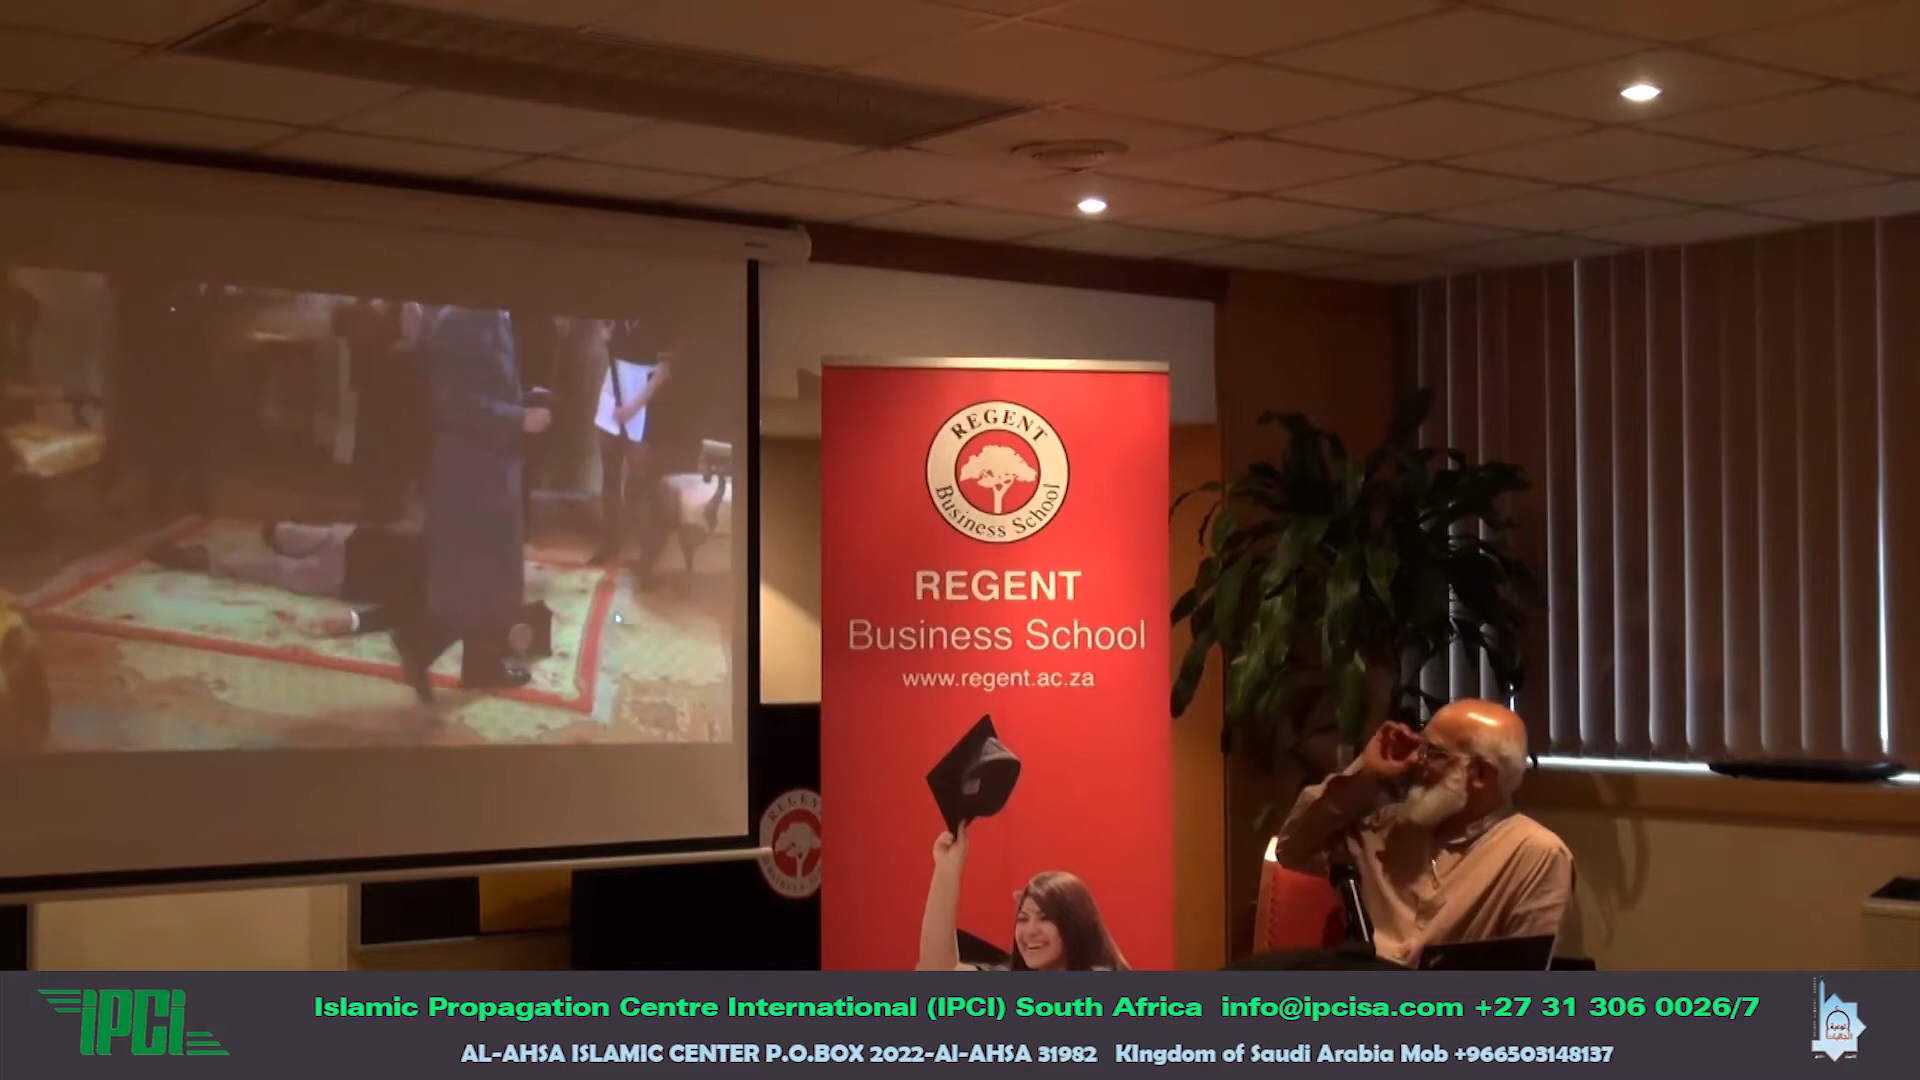 REGENT
Business School
REGENT
Business School
www.regent.ac.za
REGENT
IPCI
Islamic Propagation Centre International (IPCI) South Africa info@ipcisa.com +27 31 306 0026/7
AL-AHSA ISLAMIC CENTER P.O.BOX 2022-Al-AHSA 31982 KIngdom of Saudi Arabia Mob +966503148137